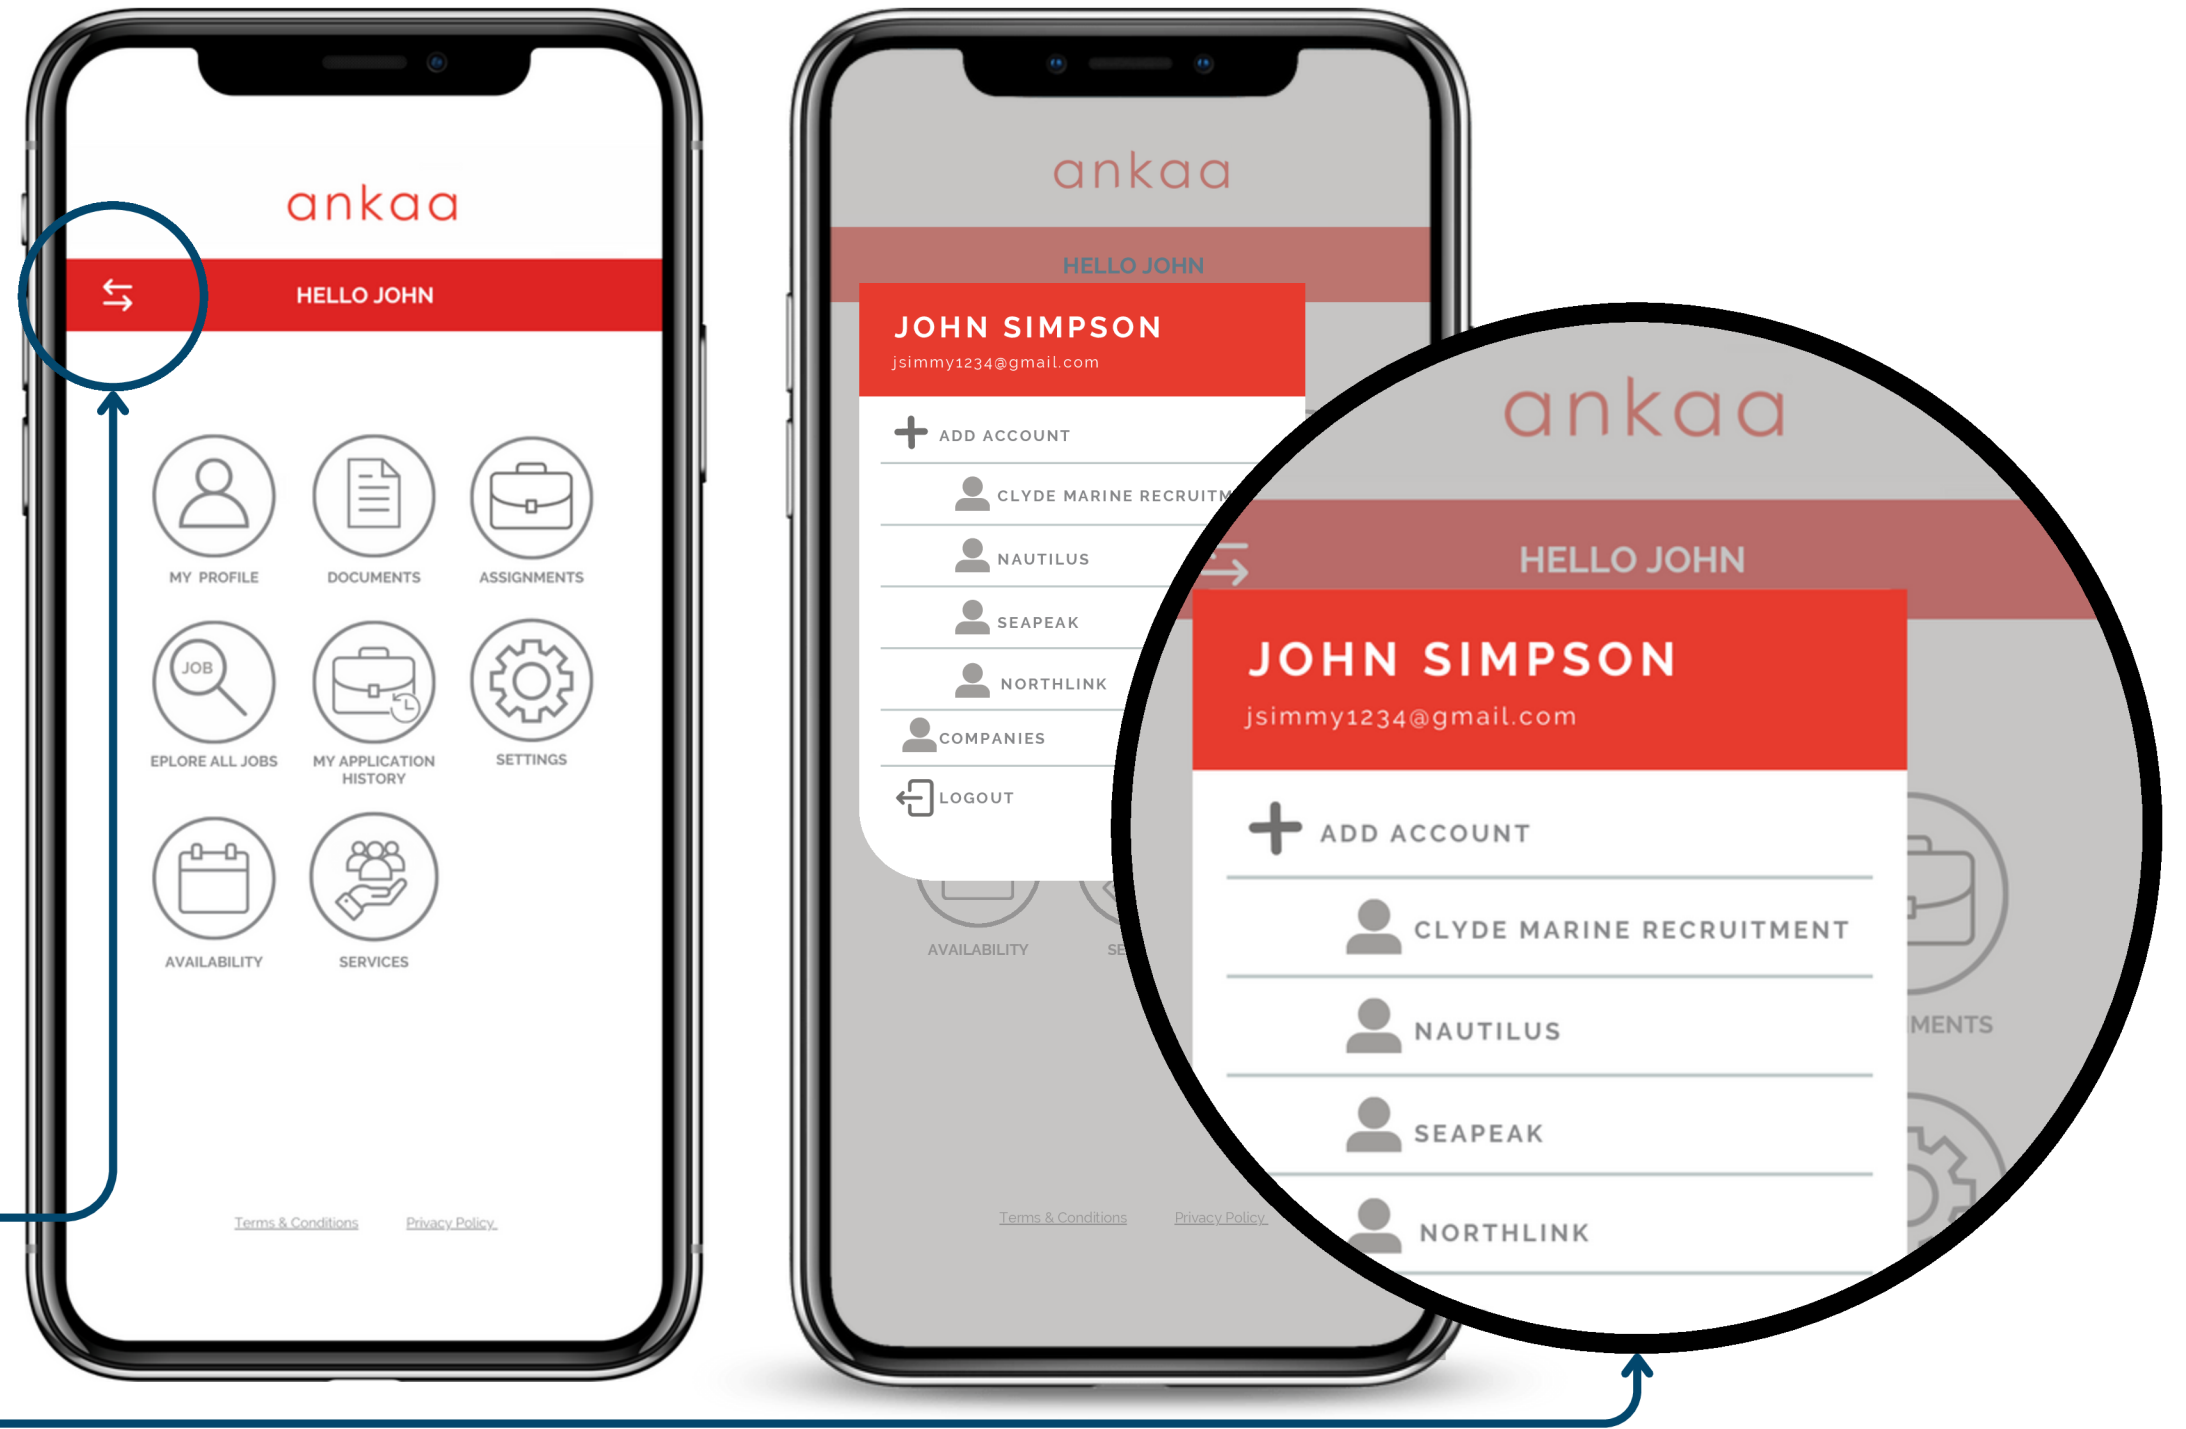 ankaa
HELLO JOHN
MY PROFILE
DOCUMENTS
ASSIGNMENTS
JOB
EPLORE ALL JOBS
MY APPLICATION
HISTORY
SETTINGS
AVAILABILITY
SERVICES
Terms & Conditions
Privacy Policy
ankaa
HELLO JOHN
JOHN SIMPSON
jsimmy1234@gmail.com
ADD ACCOUNT
CLYDE MARINE RECRUITM
NAUTILUS
SEAPEAK
NORTHLINK
COMPANIES
LOGOUT
AVAILABILITY
SE
Terms & Conditions
Privacy Policy
ankaa
HELLO JOHN
JOHN SIMPSON
jsimmy1234@gmail.com
ADD ACCOUNT
CLYDE MARINE RECRUITMENT
NAUTILUS
SEAPEAK
NORTHLINK
MENTS